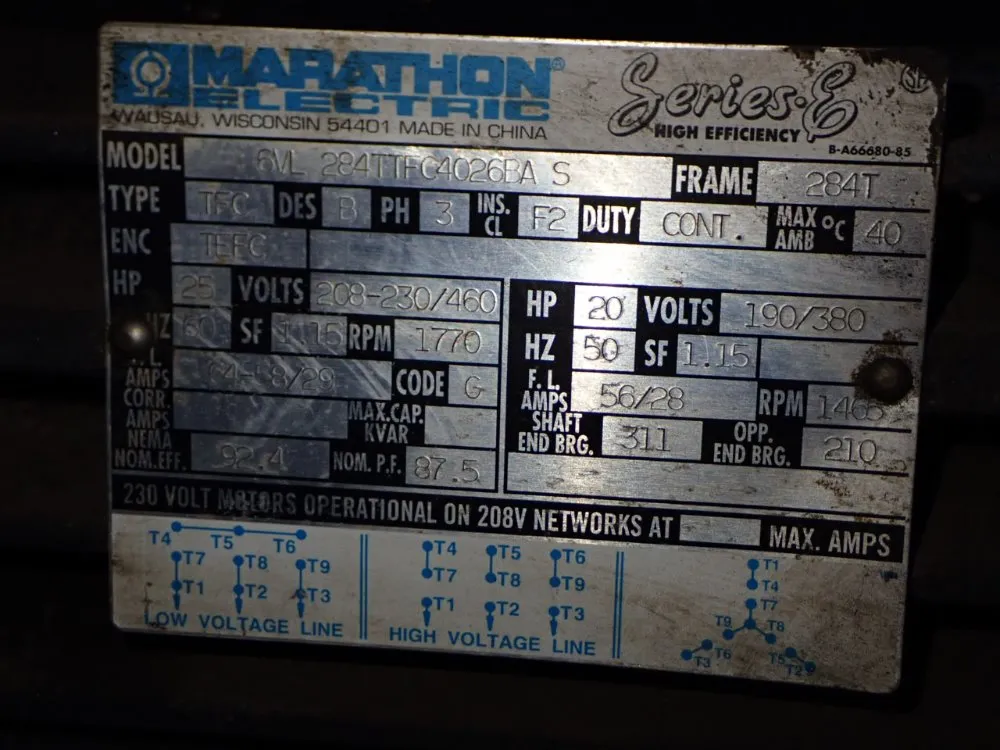 MARATHON®
ELECTRIC
WAUSAU, WISCONSIN 54401 MADE IN CHINA
Series·E
HIGH EFFICIENCY
B-A66680-85
MODEL 6VL 284TTFC4026BA S FRAME 284T
TYPE TFC DES B PH 3 INS. CL F2 DUTY CONT. MAX AMB °C 40
ENC TEFC
HP 25 VOLTS 208-230/460
HZ 60 SF 1.15 RPM 1770
AMPS 64-58/29 CODE G
CORR. AMPS MAX.CAP. KVAR
NEMA NOM.EFF. 92.4 NOM. P.F. 87.5
HP 20 VOLTS 190/380
HZ 50 SF 1.15
F.L. AMPS 56/28 RPM 1465
SHAFT END BRG. 311 OPP. END BRG. 210
230 VOLT MOTORS OPERATIONAL ON 208V NETWORKS AT MAX. AMPS
T4 T5 T6
T7 T8 T9
T1 T2 T3
LOW VOLTAGE LINE
T4 T5 T6
T7 T8 T9
T1 T2 T3
HIGH VOLTAGE LINE
T1
T4
T7
T9 T8
T6 T5
T3 T2